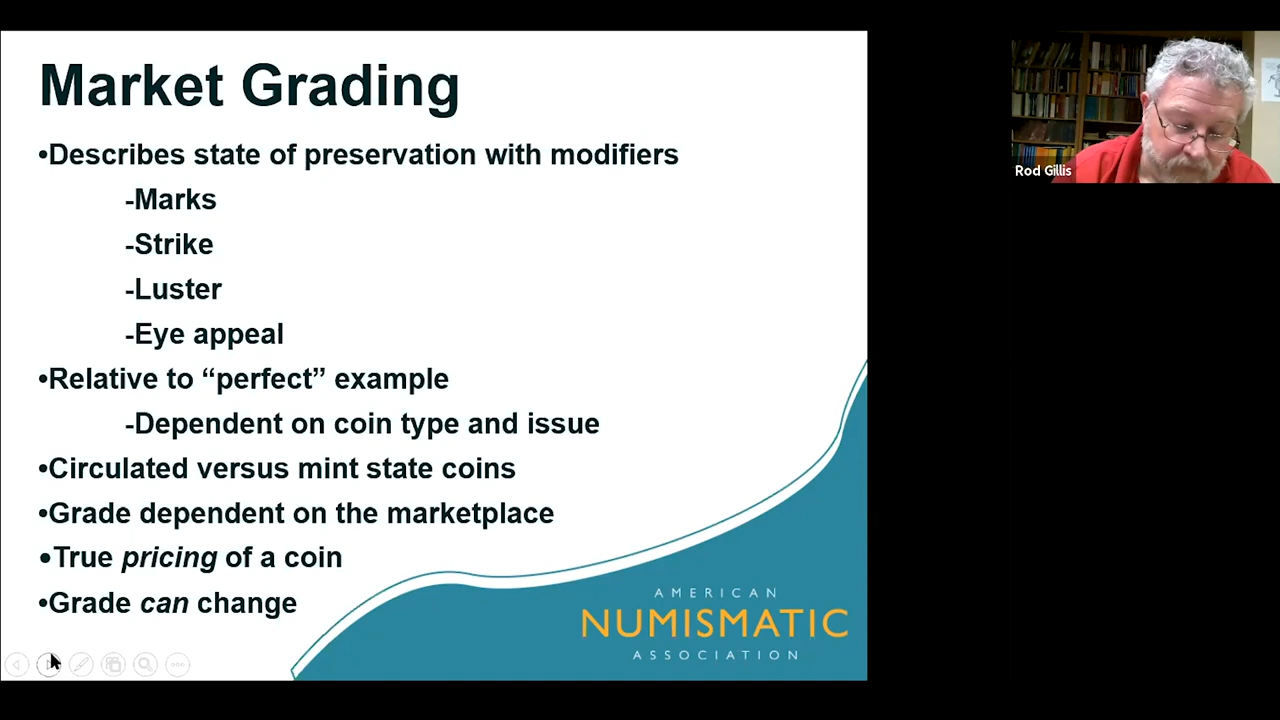 Market Grading
•Describes state of preservation with modifiers
-Marks
-Strike
-Luster
-Eye appeal
•Relative to “perfect” example
-Dependent on coin type and issue
•Circulated versus mint state coins
•Grade dependent on the marketplace
•True pricing of a coin
•Grade can change
AMERICAN
NUMISMATIC
ASSOCIATION
Rod Gillis